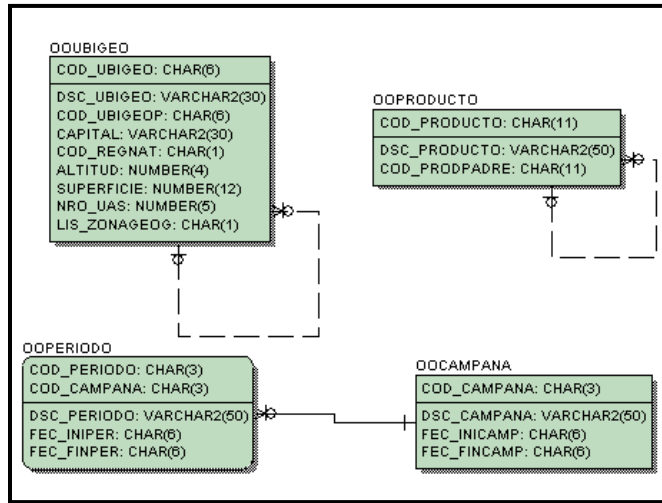 OOUBIGEO
COD_UBIGEO: CHAR(6)
DSC_UBIGEO: VARCHAR2(30)
COD_UBIGEOP: CHAR(6)
CAPITAL: VARCHAR2(30)
COD_REGNAT: CHAR(1)
ALTITUD: NUMBER(4)
SUPERFICIE: NUMBER(12)
NRO_UAS: NUMBER(5)
LIS_ZONAGEOG: CHAR(1)
OOPRODUCTO
COD_PRODUCTO: CHAR(11)
DSC_PRODUCTO: VARCHAR2(50)
COD_PRODPADRE: CHAR(11)
OOPERIODO
COD_PERIODO: CHAR(3)
COD_CAMPANA: CHAR(3)
DSC_PERIODO: VARCHAR2(50)
FEC_INIPER: CHAR(6)
FEC_FINPER: CHAR(6)
OOCAMPANA
COD_CAMPANA: CHAR(3)
DSC_CAMPANA: VARCHAR2(50)
FEC_INICAMP: CHAR(6)
FEC_FINCAMP: CHAR(6)